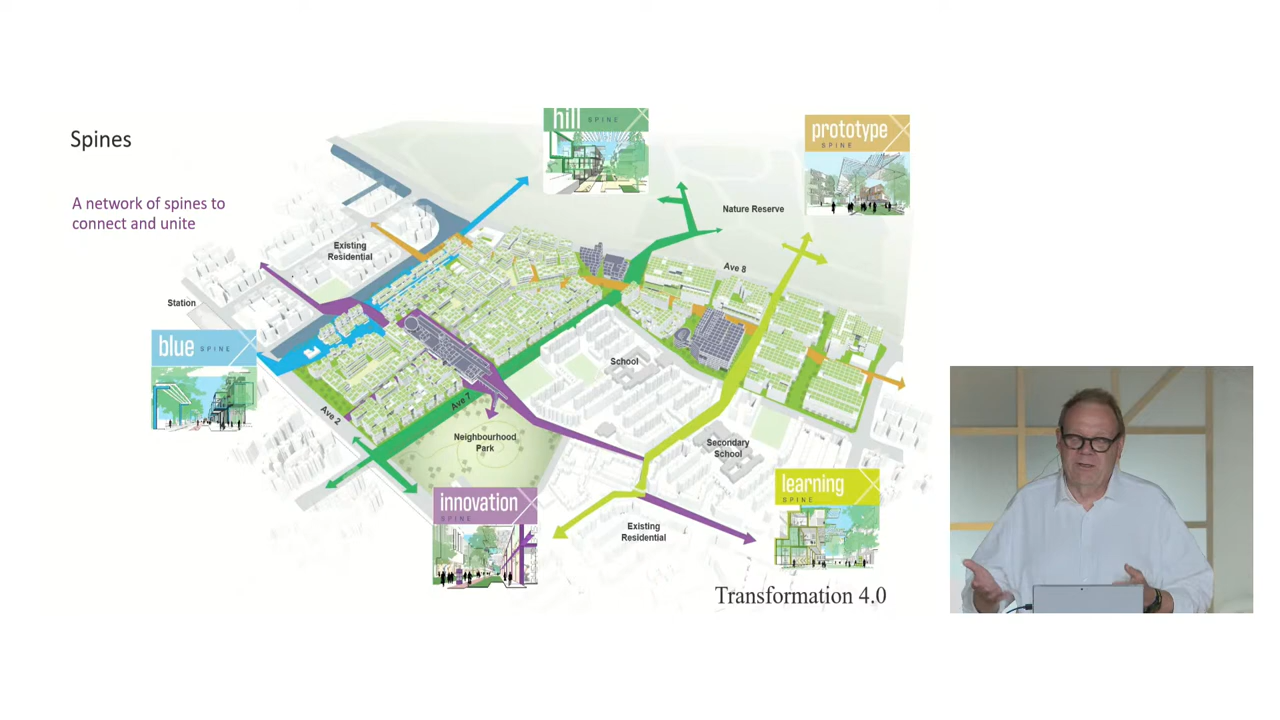 Spines
A network of spines to
connect and unite
hill SPINE
prototype
SPINE
Nature Reserve
Existing
Residential
Ave 8
Station
blue SPINE
School
Ave 2
Ave 7
Neighbourhood
Park
Secondary
School
learning
SPINE
innovation
SPINE
Existing
Residential
Transformation 4.0